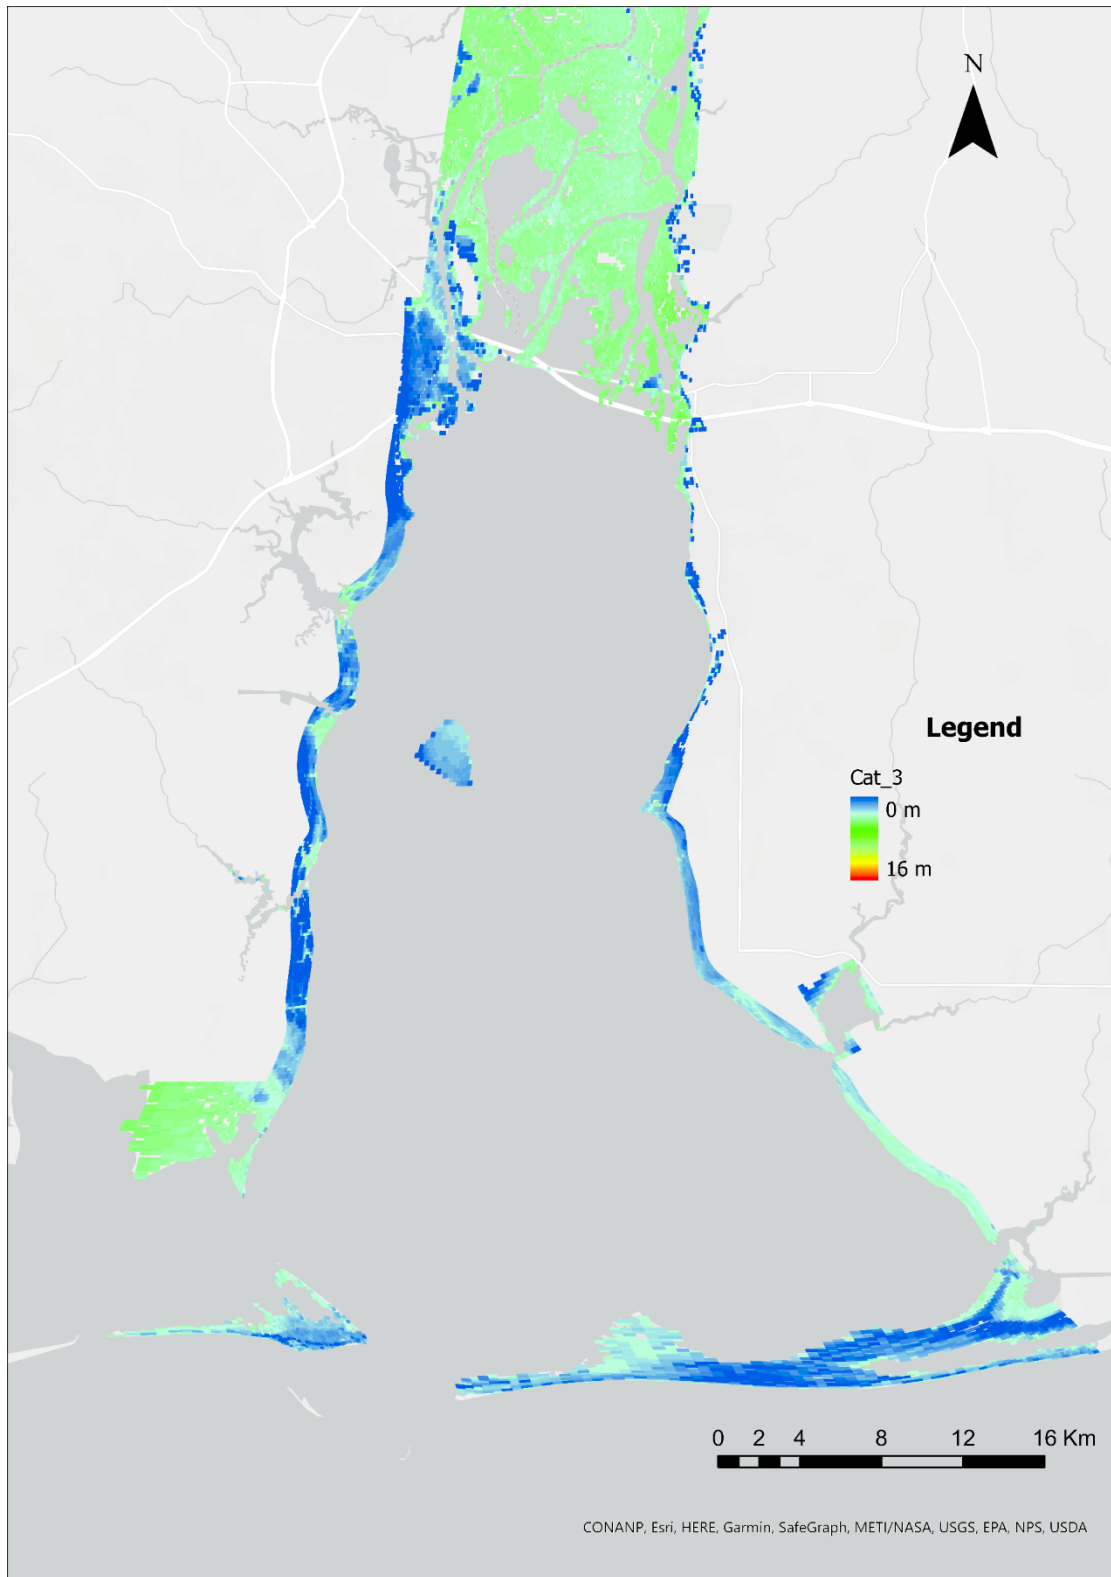 N
Legend
Cat_3
0 m
16 m
0 2 4 8 12 16 Km
CONANP, Esri, HERE, Garmin, SafeGraph, METI/NASA, USGS, EPA, NPS, USDA